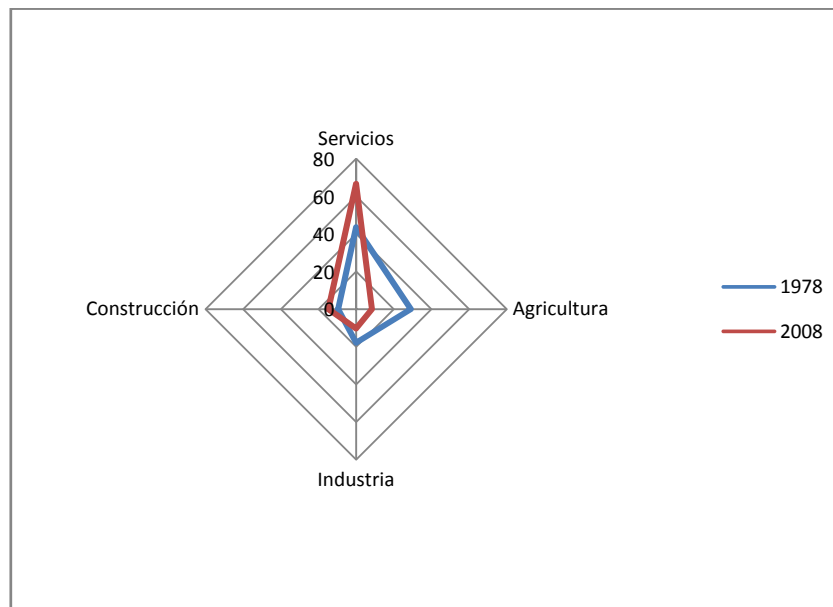 Servicios
80
60
40
20
0
Construcción
Agricultura
Industria
1978
2008